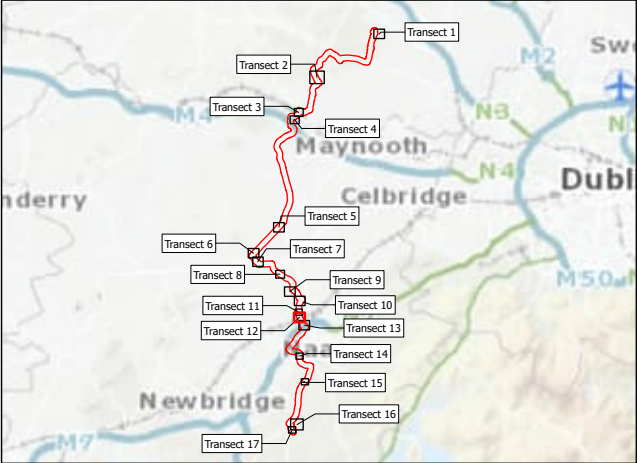 Transect 1
Swo
M2
Transect 2
Transect 3
N3
M4
Transect 4
Maynooth
N4
Dubl
nderry
Celbridge
Transect 5
Transect 6
Transect 7
Transect 8
Transect 9
M50
Transect 10
Transect 11
Transect 12
Transect 13
Transect 14
Transect 15
Newbridge
Transect 16
M7
Transect 17